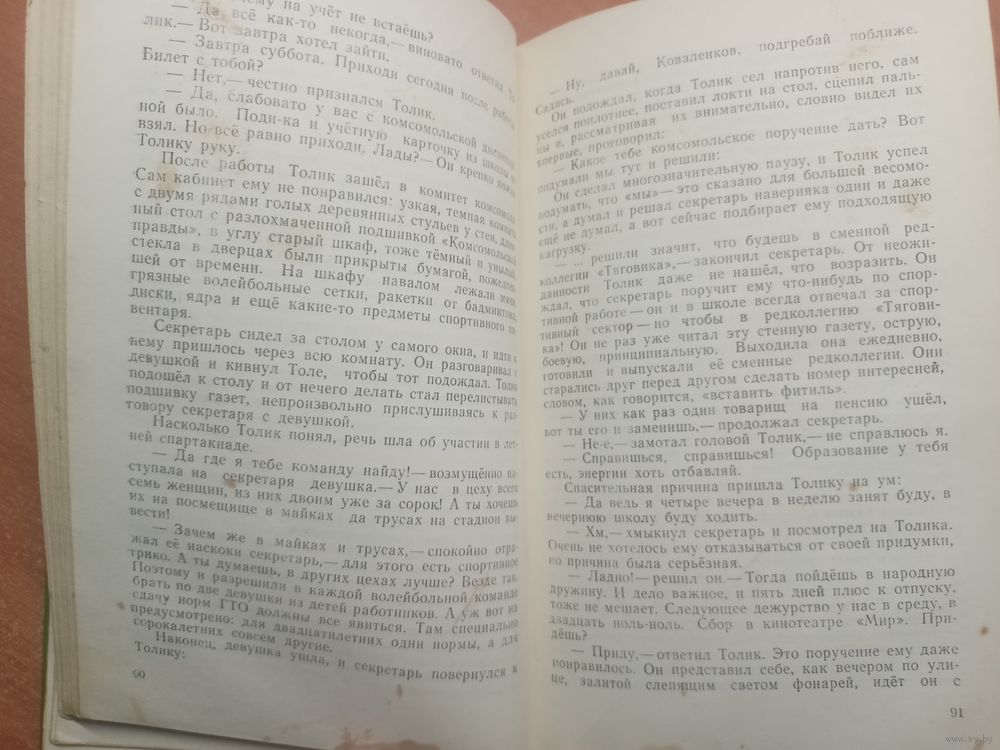 му на учёт не встаёшь?
— Да всё как-то некогда,— виновато ответил То-
лик.— Вот завтра хотел зайти.
— Завтра суббота. Приходи сегодня после работы
Билет с тобой?
— Нет,— честно признался Толик.
— Да, слабовато у вас с комсомольской
ной было. Поди-ка и учётную карточку из школы не
взял. Но всё равно приходи. Лады?— Он крепко пожал
Толику руку.
После работы Толик зашёл в комитет комсомола
Сам кабинет ему не понравился: узкая, темная комната
с двумя рядами голых деревянных стульев у стен,
ный стол с разлохмаченной подшивкой «Комсомольской
правды», в углу старый шкаф, тоже тёмный и унылый,
стекла в дверцах были прикрыты бумагой, пожелтев-
шей от времени. На шкафу навалом лежали мячи,
грязные волейбольные сетки, ракетки от бадминтона,
диски, ядра и ещё какие-то предметы спортивного ин-
вентаря.
Секретарь сидел за столом у самого окна, и идти к
нему пришлось через всю комнату. Он разговаривал с
девушкой и кивнул Толе, чтобы тот подождал. Толик
подошёл к столу и от нечего делать стал перелистывать
подшивку газет, непроизвольно прислушиваясь к раз-
говору секретаря с девушкой.
Насколько Толик понял, речь шла об участии в лет-
ней спартакиаде.
— Да где я тебе команду найду!— возмущённо на-
ступала на секретаря девушка.— У нас в цеху всего
семь женщин, из них двоим уже за сорок! А ты хочешь
их на посмещище в майках да трусах на стадион вы-
вести!
— Зачем же в майках и трусах,— спокойно отра-
жал её наскоки секретарь,— для этого есть спортивное
трико. А ты думаешь, в других цехах лучше? Везде так.
Поэтому и разрешили в каждой волейбольной команде
брать по две девушки из детей работников. А уж вот на
сдачу норм ГТО должны все явиться. Там специально
предусмотрено: для двадцатилетних одни нормы, а для
сорокалетних совсем другие.
Наконец, девушка ушла, и секретарь повернулся к
Толику:
90
— Ну, давай, Коваленков, подгребай поближе.
Садись.
Он подождал, когда Толик сел напротив него, сам
уселся поплотнее, поставил локти на стол, сцепил паль-
цы и, рассматривая их внимательно, словно видел их
впервые, проговорил:
— Какое тебе комсомольское поручение дать? Вот
подумали мы тут и решили:
Он сделал многозначительную паузу, и Толик успел
подумать, что «мы» — это сказано для большей весомо-
сти, а думал и решал секретарь наверняка один и даже
ещё не думал, а вот сейчас подбирает ему подходящую
нагрузку.
— ... решили значит, что будешь в сменной ред-
коллегии «Тяговика»,— закончил секретарь. От неожи-
данности Толик даже не нашёл, что возразить. Он
ждал, что секретарь поручит ему что-нибудь по спор-
тивной работе — он и в школе всегда отвечал за спор-
тивный сектор — но чтобы в редколлегию «Тягови-
ка»! Он не раз уже читал эту стенную газету, острую,
боевую, принципиальную. Выходила она ежедневно,
готовили и выпускали её сменные редколлегии. Они
старались друг перед другом сделать номер интересней,
словом, как говорится, «вставить фитиль».
— У них как раз один товарищ на пенсию ушёл,
вот ты его и заменишь,— продолжал секретарь.
— Не-е,— замотал головой Толик,— не справлюсь я.
— Справишься, справишься! Образование у тебя
есть, энергии хоть отбавляй.
Спасительная причина пришла Толику на ум:
— Да ведь я четыре вечера в неделю занят буду, в
вечернюю школу буду ходить.
— Хм,— хмыкнул секретарь и посмотрел на Толика.
Очень не хотелось ему отказываться от своей придумки,
но причина была серьёзная.
— Ладно!— решил он.— Тогда пойдёшь в народную
дружину. И дело важное, и пять дней плюс к отпуску,
тоже не мешает. Следующее дежурство у нас в среду, в
двадцать ноль-ноль. Сбор в кинотеатре «Мир». При-
дёшь?
— Приду,— ответил Толик. Это поручение ему даже
понравилось. Он представил себе, как вечером по ули-
це, залитой слепящим светом фонарей, идёт он с
91
www.ay.by